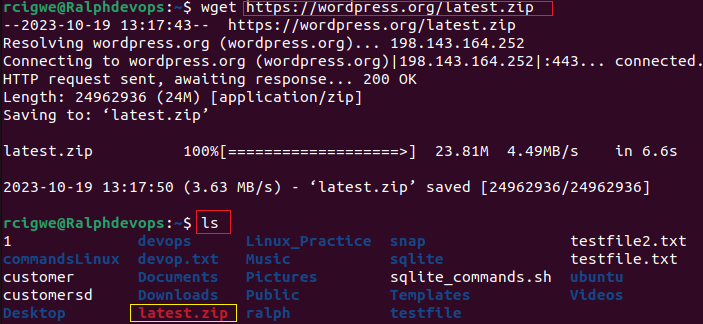 rcigwe@Ralphdevops:~$ wget https://wordpress.org/latest.zip
--2023-10-19 13:17:43--  https://wordpress.org/latest.zip
Resolving wordpress.org (wordpress.org)... 198.143.164.252
Connecting to wordpress.org (wordpress.org)|198.143.164.252|:443... connected.
HTTP request sent, awaiting response... 200 OK
Length: 24962936 (24M) [application/zip]
Saving to: ‘latest.zip’
latest.zip          100%[===================>]  23.81M  4.49MB/s    in 6.6s
2023-10-19 13:17:50 (3.63 MB/s) - ‘latest.zip’ saved [24962936/24962936]
rcigwe@Ralphdevops:~$ ls
1              devops      Linux_Practice  snap                testfile2.txt
commandsLinux  devop.txt   Music           sqlite              testfile.txt
customer       Documents   Pictures        sqlite_commands.sh  ubuntu
customersd     Downloads   Public          Templates           Videos
Desktop        latest.zip  ralph           testfile